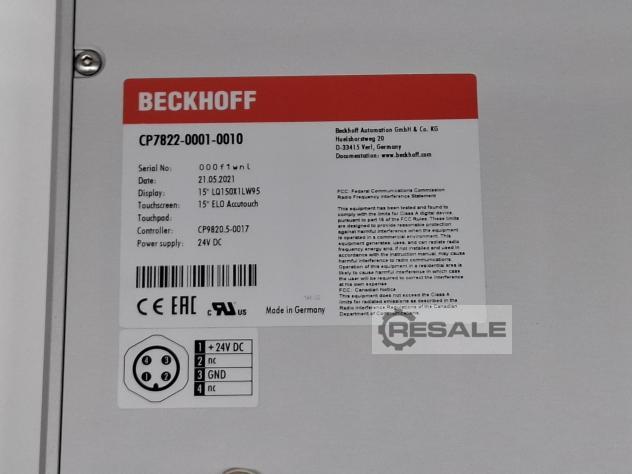 BECKHOFF
CP7822-0001-0010
Beckhoff Automation GmbH & Co. KG
Huelshorstweg 20
D-33415 Verl, Germany
Documentation: www.beckhoff.com
Serial No: 000f1wnl
Date: 21.05.2021
Display: 15" LQ150X1LW95
Touchscreen: 15" ELO Accutouch
Touchpad:
Controller: CP9820.5-0017
Power supply: 24V DC
FCC: Federal Communications Commission
Radio Frequency Interference Statement
This equipment has been tested and found to
comply with the limits for Class A digital device,
pursuant to part 15 of the FCC Rules. These limits
are designed to provide reasonable protection
against harmful interference when the equipment
is operated in a commercial environment. This
equipment generates, uses, and can radiate radio
frequency energy and, if not installed and used in
accordance with the instruction manual, may cause
harmful interference to radio communications.
Operation of this equipment in a residential area is
likely to cause harmful interference in which case
the user will be required to correct the interference
at his own expense
FCC: Canadian Notice
This equipment does not exceed the Class A
limits for radiated emissions as described in the
Radio Interference Regulations of the Canadian
Department of Communications.
CE EAC c UL US
Made in Germany
RESALE
1 + 24V DC
2 nc
3 GND
4 nc
4 3
1 2